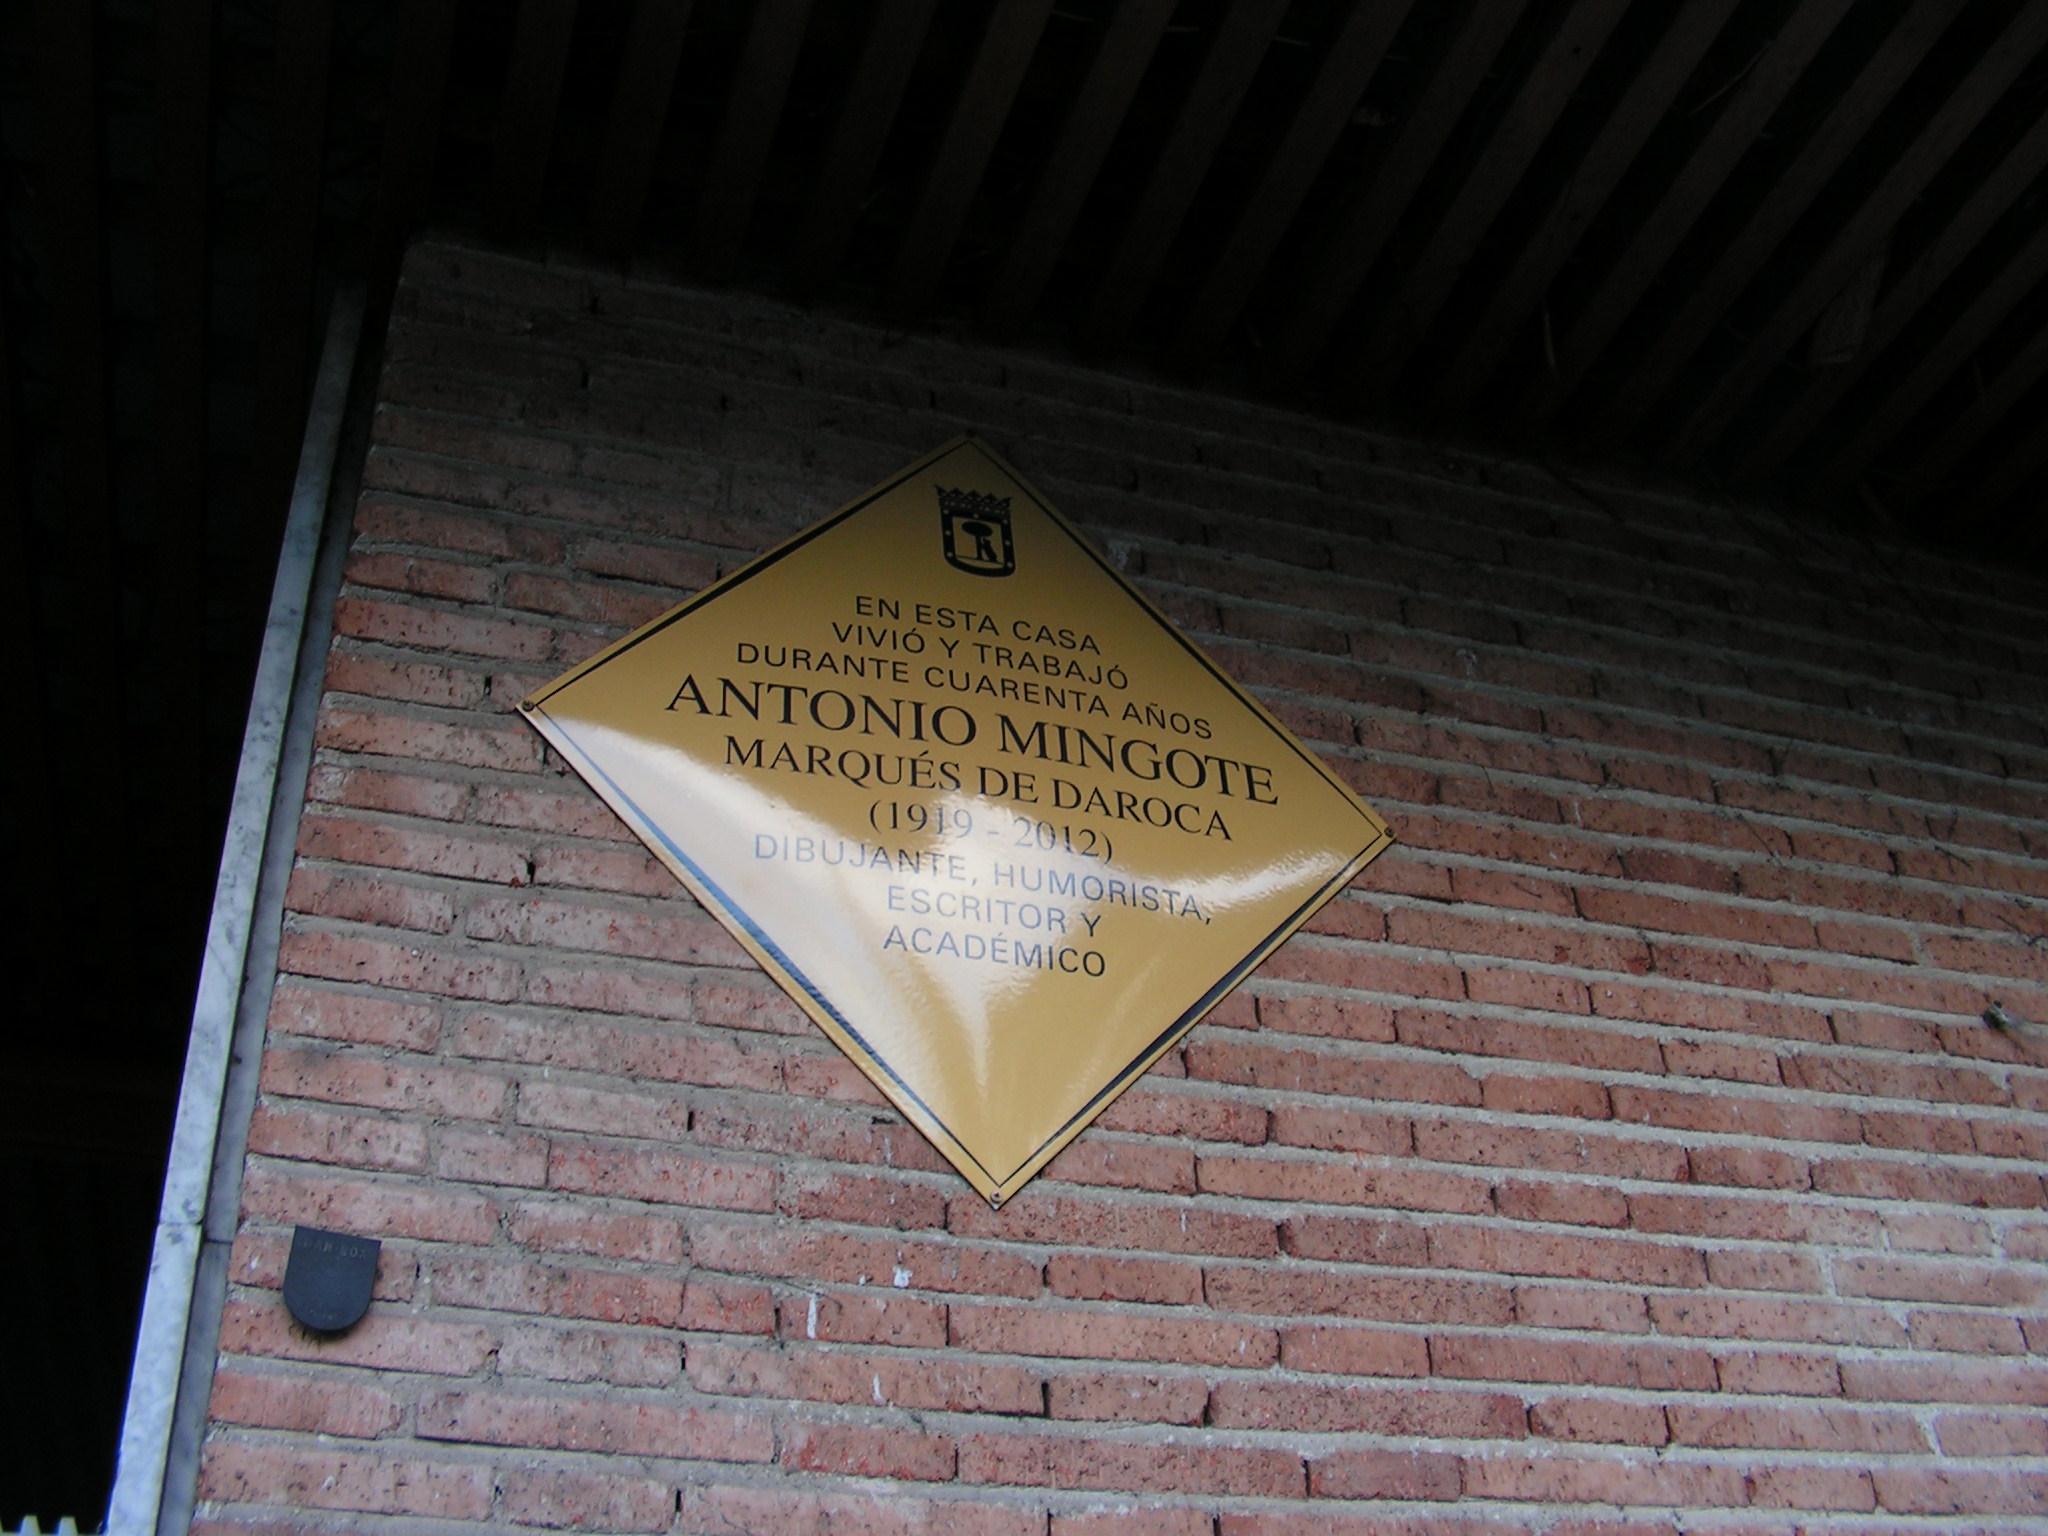 EN ESTA CASA
VIVIÓ Y TRABAJÓ
DURANTE CUARENTA AÑOS
ANTONIO MINGOTE
MARQUÉS DE DAROCA
(1919 - 2012)
DIBUJANTE, HUMORISTA,
ESCRITOR Y
ACADÉMICO